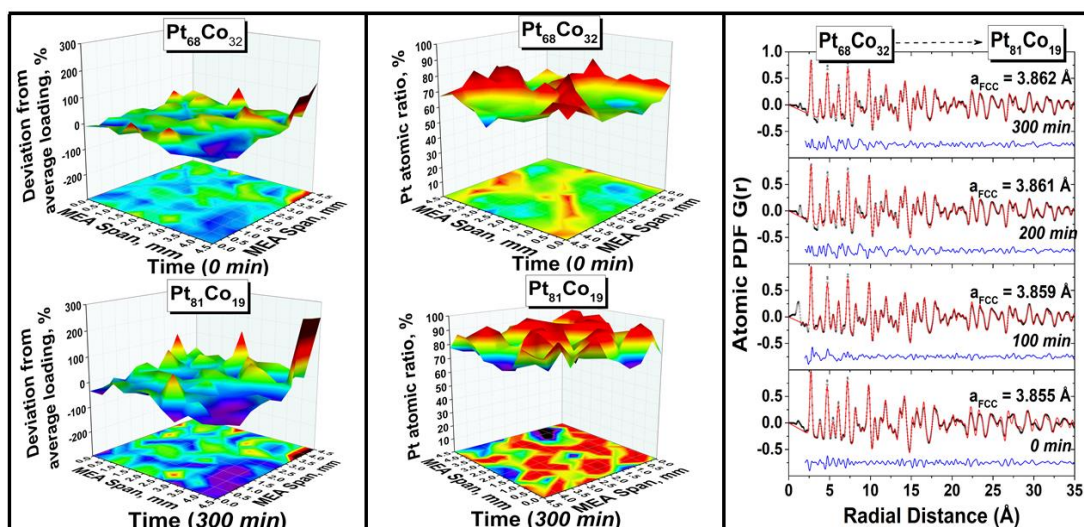 Pt68Co32
300
200
100
0
-100
-200
Deviation from
average loading, %
MEA Span, mm
MEA Span, mm
Time (0 min)
Pt81Co19
300
200
100
0
-100
-200
Deviation from
average loading, %
MEA Span, mm
MEA Span, mm
Time (300 min)
Pt68Co32
100
90
80
70
60
50
40
30
20
10
Pt atomic ratio, %
MEA Span, mm
MEA Span, mm
Time (0 min)
Pt81Co19
100
90
80
70
60
50
40
30
20
10
Pt atomic ratio, %
MEA Span, mm
MEA Span, mm
Time (300 min)
Pt68Co32
Pt81Co19
Atomic PDF G(r)
1.0
0.5
0.0
-0.5
aFCC = 3.862 Å
300 min
0.5
0.0
-0.5
aFCC = 3.861 Å
200 min
0.5
0.0
-0.5
aFCC = 3.859 Å
100 min
0.5
0.0
-0.5
aFCC = 3.855 Å
0 min
0 5 10 15 20 25 30 35
Radial Distance (Å)